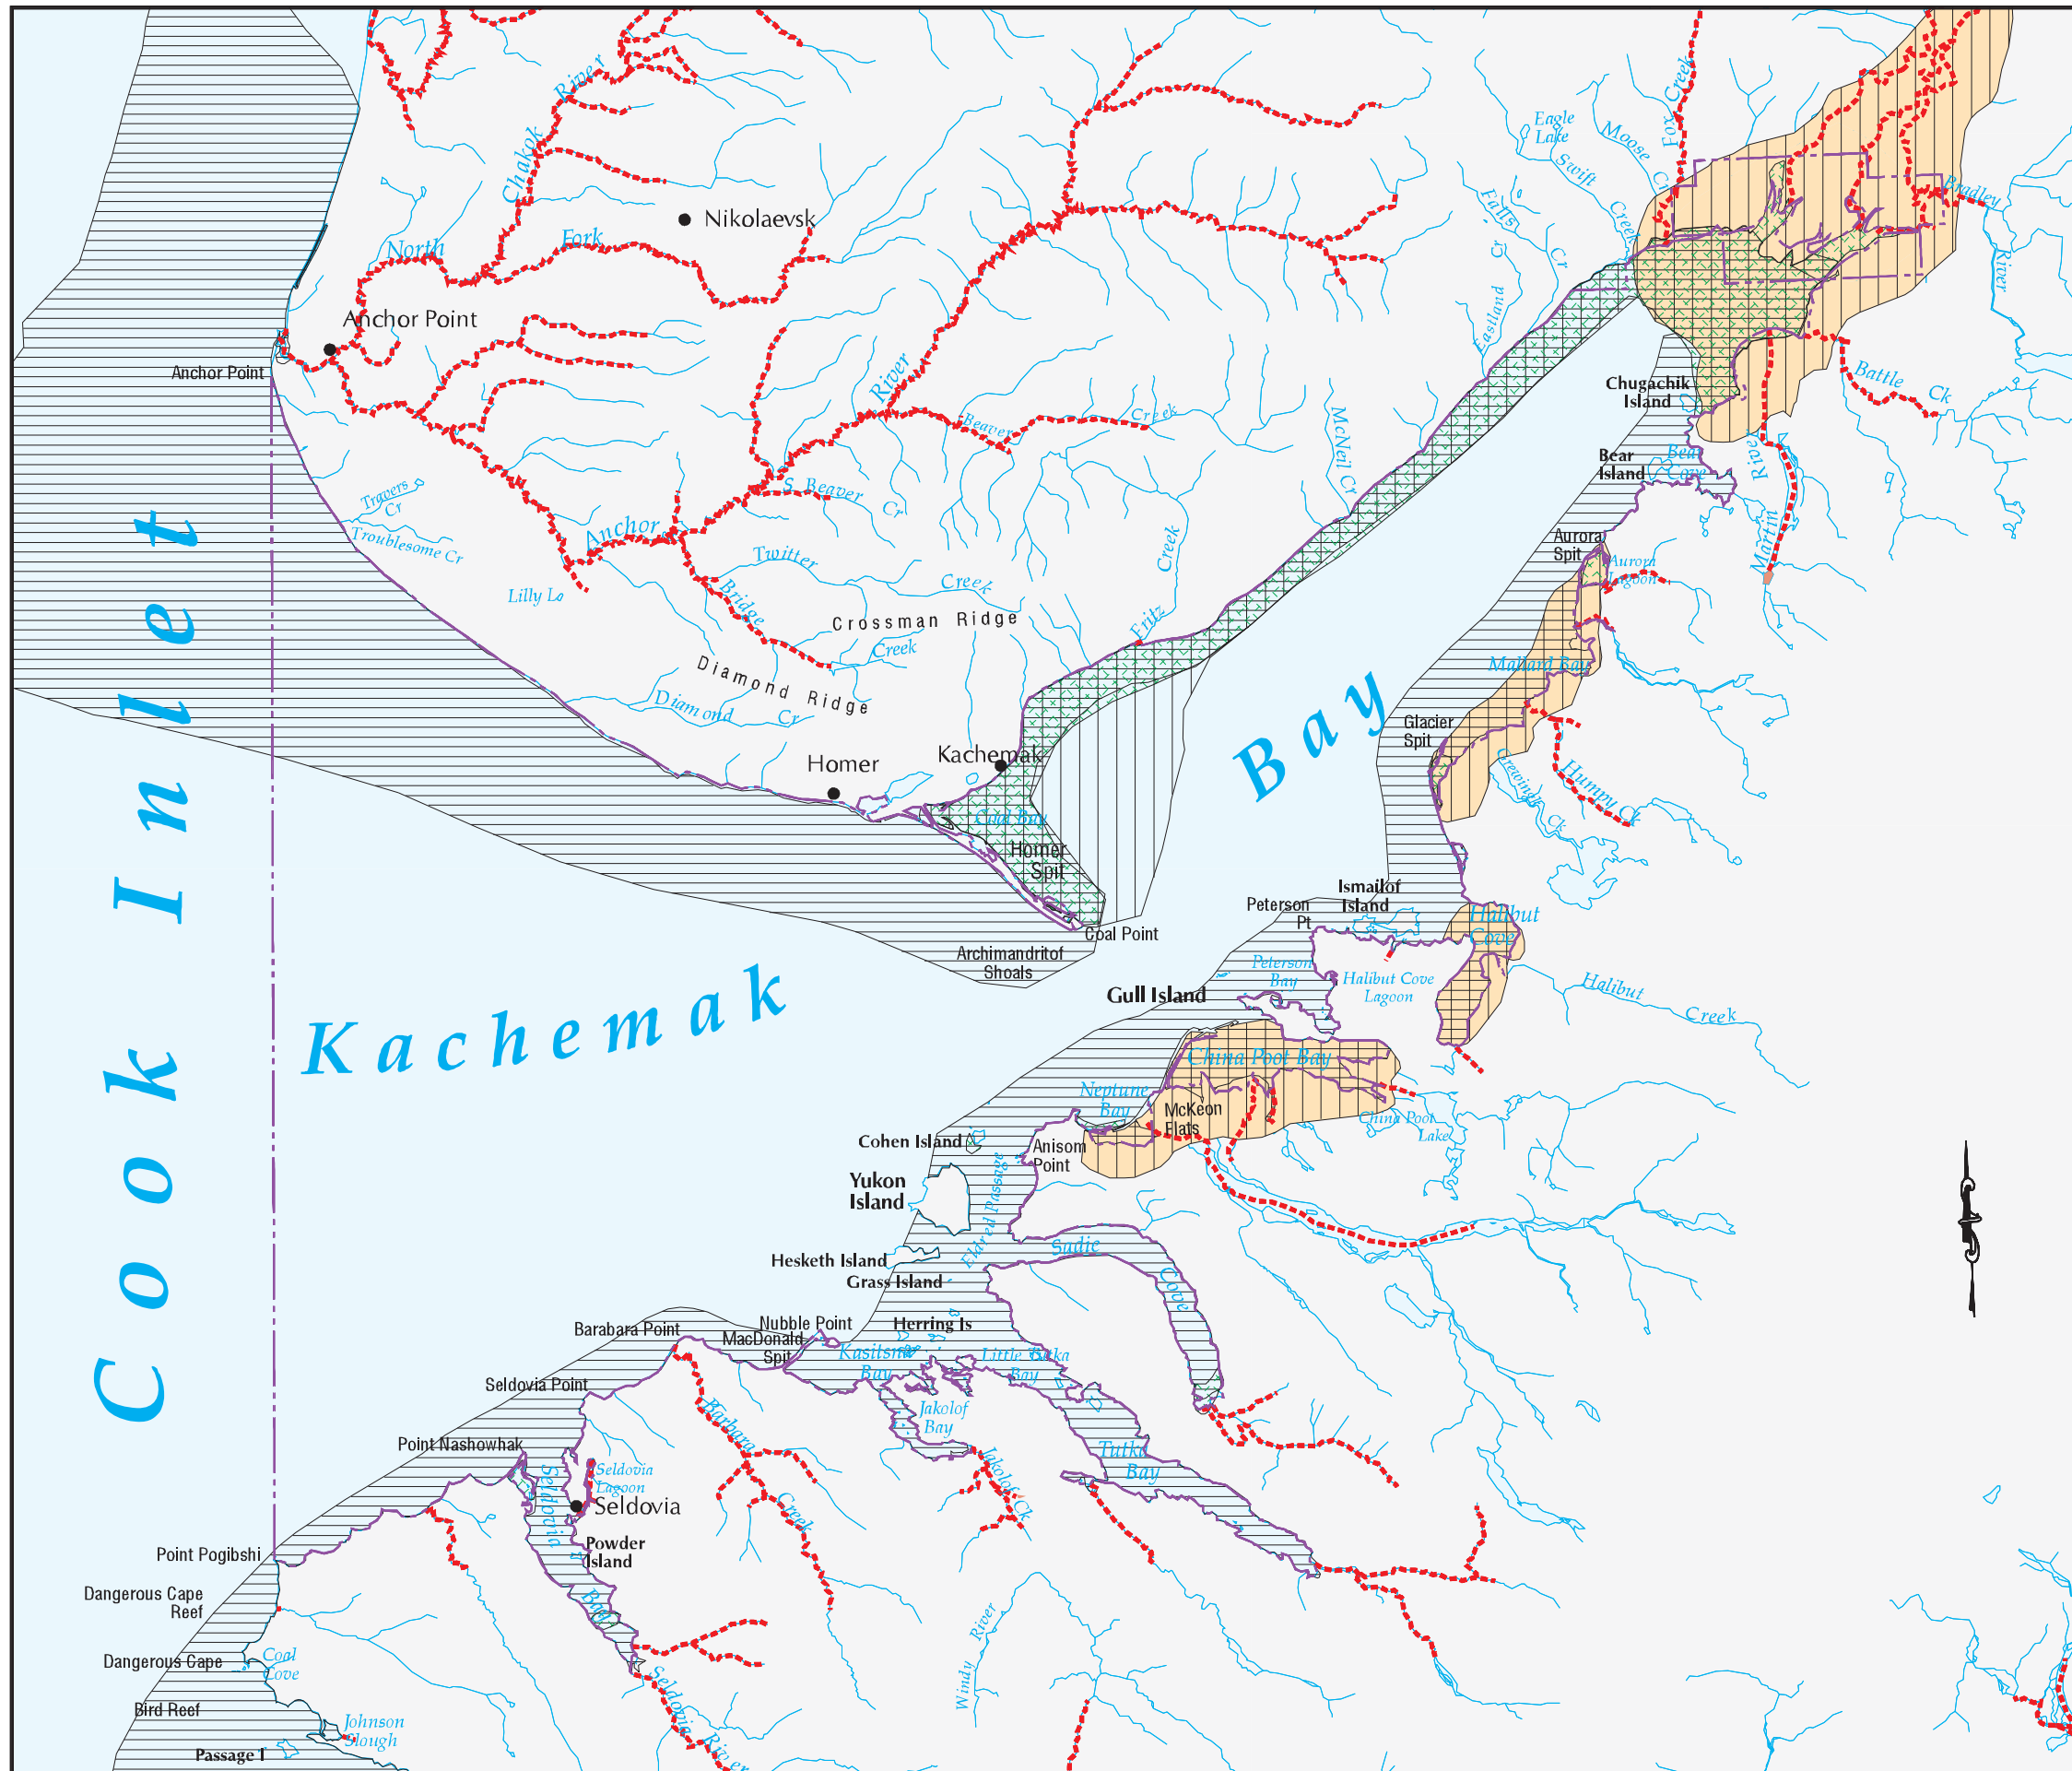 Chakok River
Fox Creek
Eagle
Lake
Moose Cr
Swift Creek
Falls Cr
Bradley River
Nikolaevsk
North Fork
Anchor Point
Anchor Point
Eastland Cr
River
Beaver Creek
McNeil Cr
Chugachik
Island
Battle Ck
Bear
Island
Bear
Cove
Martin River
Travers
Cr
Troublesome Cr
S. Beaver Cr
Anchor
Twitter Creek
Fritz Creek
Aurora
Spit
Aurora
Lagoon
Lilly La
Bridge Creek
Crossman Ridge
Diamond Ridge
Diamond Cr
Mallard Bay
Glacier
Spit
Humpy Ck
Grewingk Ck
Homer
Kachemak
Coal Bay
Homer
Spit
Coal Point
Archimandritof
Shoals
Cook Inlet
Kachemak Bay
Ismailof
Island
Peterson
Pt
Halibut
Cove
Peterson
Bay
Halibut Cove
Lagoon
Halibut Creek
Gull Island
China Poot Bay
Neptune
Bay
McKeon
Flats
China Poot
Lake
Cohen Island
Anisom
Point
Yukon
Island
Eldred Passage
Hesketh Island
Grass Island
Sadie Cove
Nubble Point
Herring Is
Barabara Point
MacDonald
Spit
Kasitsna
Bay
Little Tutka
Bay
Seldovia Point
Barbara Creek
Jakolof
Bay
Jakolof Ck
Tutka
Bay
Point Nashowhak
Seldovia
Lagoon
Seldovia
Seldovia Bay
Powder
Island
Point Pogibshi
Dangerous Cape
Reef
Dangerous Cape
Coal
Cove
Bird Reef
Johnson
Slough
Passage I
Seldovia River
Windy River